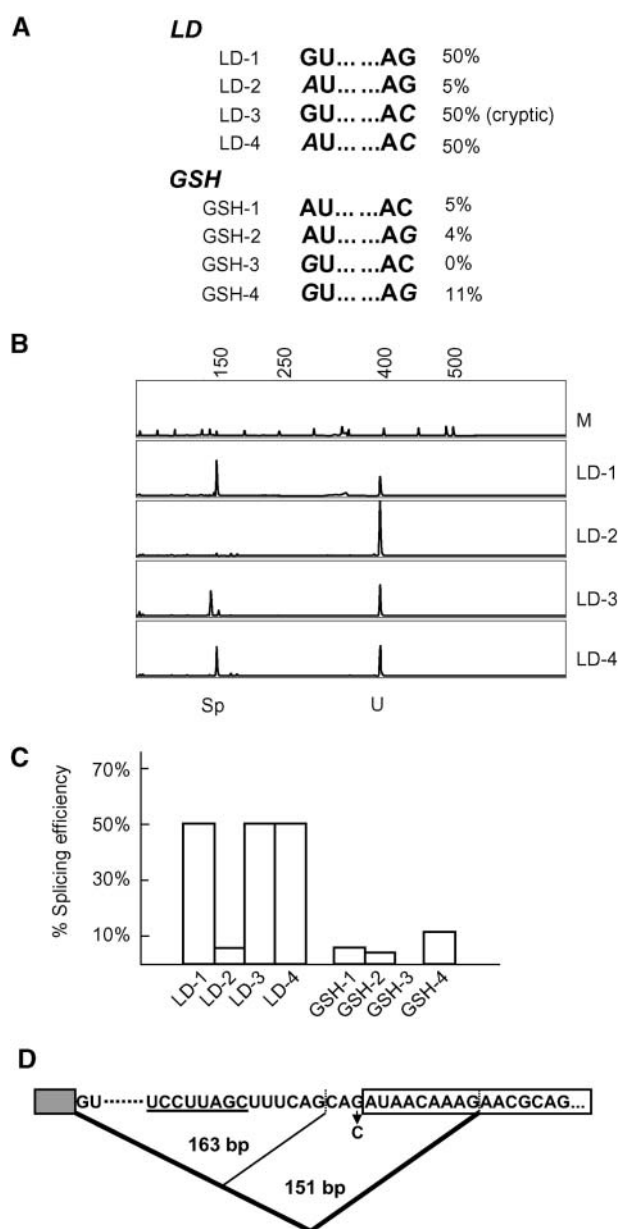 A
LD
LD-1 GU... ...AG 50%
LD-2 AU... ...AG 5%
LD-3 GU... ...AC 50% (cryptic)
LD-4 AU... ...AC 50%
GSH
GSH-1 AU... ...AC 5%
GSH-2 AU... ...AG 4%
GSH-3 GU... ...AC 0%
GSH-4 GU... ...AG 11%
B
150 250 400 500
M
LD-1
LD-2
LD-3
LD-4
Sp U
C
% Splicing efficiency
70%
50%
30%
10%
LD-1 LD-2 LD-3 LD-4 GSH-1 GSH-2 GSH-3 GSH-4
D
GU·······UCCUUAGCUUUCAGCAGAUAACAAAGAACGCAG...
C
163 bp
151 bp